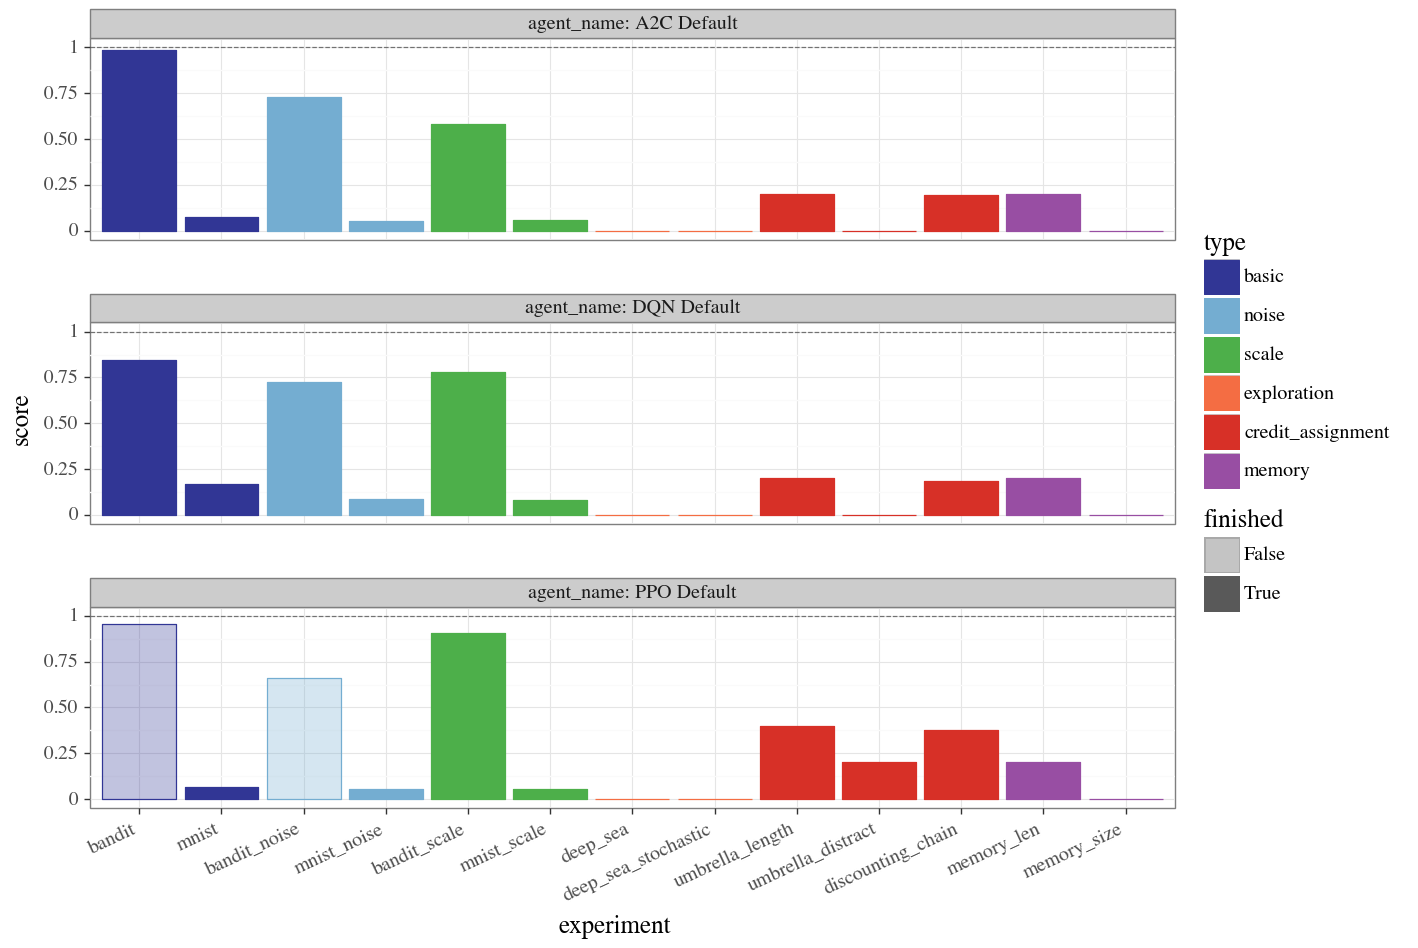 agent_name: A2C Default
1
0.75
0.50
0.25
0
agent_name: DQN Default
1
0.75
0.50
0.25
0
score
agent_name: PPO Default
1
0.75
0.50
0.25
0
bandit
mnist
bandit_noise
mnist_noise
bandit_scale
mnist_scale
deep_sea
deep_sea_stochastic
umbrella_length
umbrella_distract
discounting_chain
memory_len
memory_size
experiment
type
basic
noise
scale
exploration
credit_assignment
memory
finished
False
True